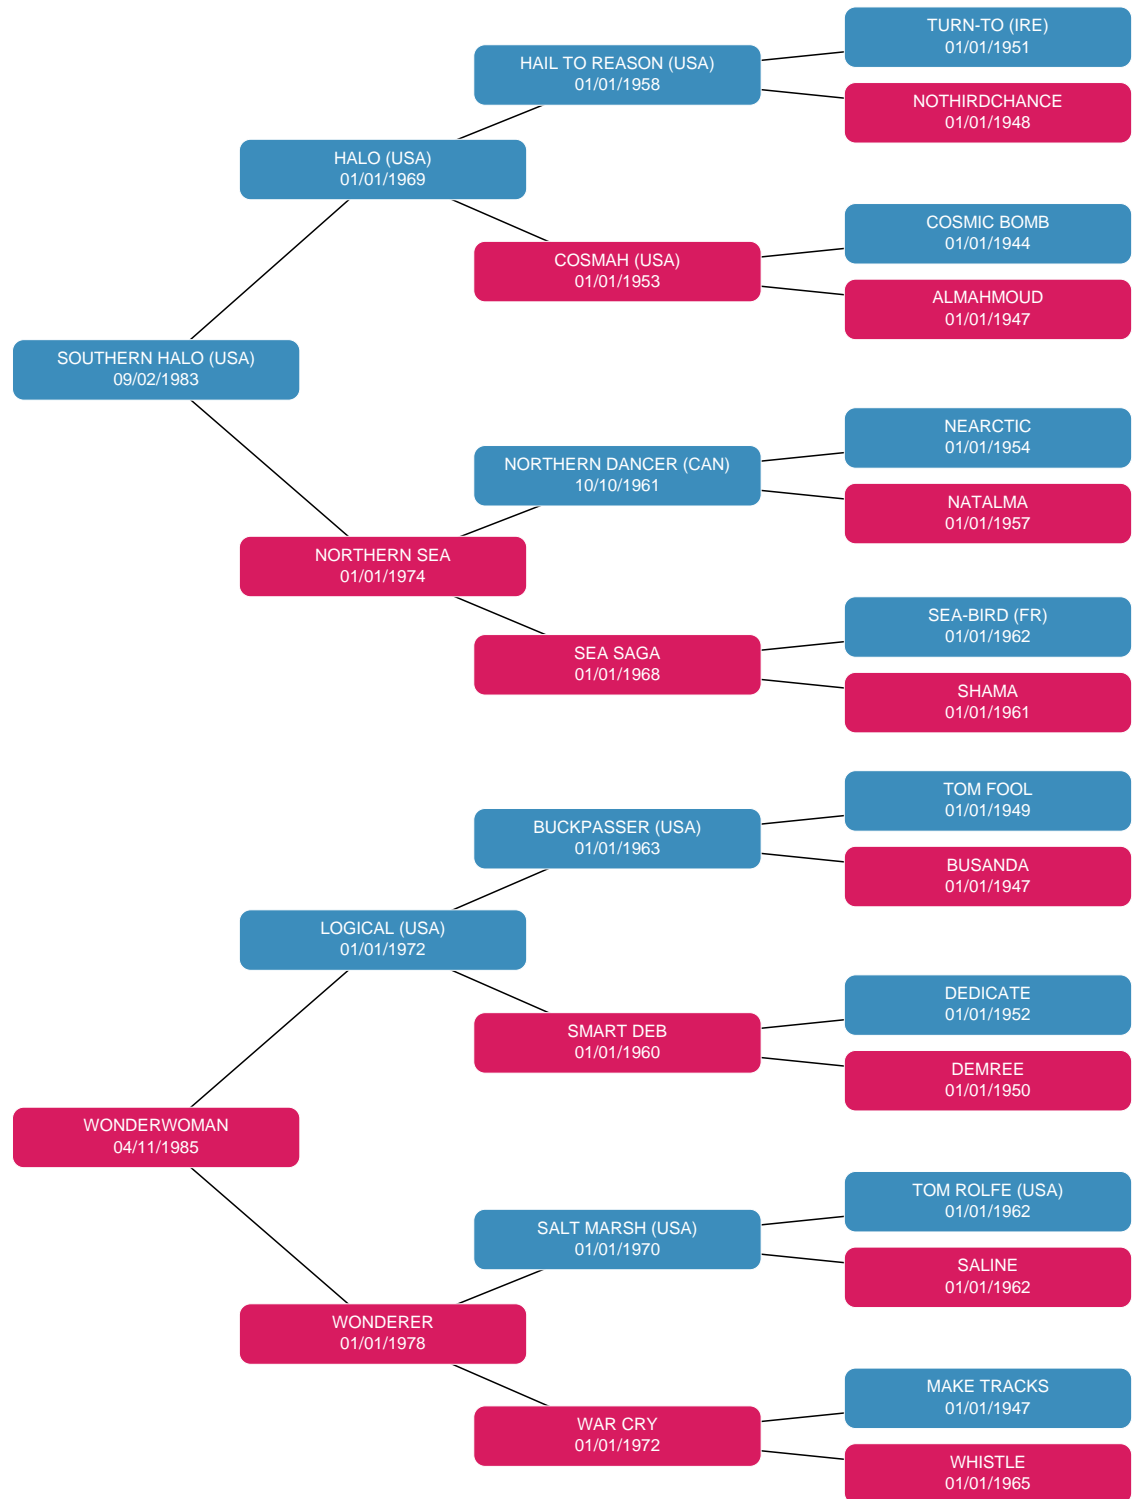 TURN-TO (IRE)
01/01/1951
HAIL TO REASON (USA)
01/01/1958
NOTHIRDCHANCE
01/01/1948
HALO (USA)
01/01/1969
COSMIC BOMB
01/01/1944
COSMAH (USA)
01/01/1953
ALMAHMOUD
01/01/1947
SOUTHERN HALO (USA)
09/02/1983
NEARCTIC
01/01/1954
NORTHERN DANCER (CAN)
10/10/1961
NATALMA
01/01/1957
NORTHERN SEA
01/01/1974
SEA-BIRD (FR)
01/01/1962
SEA SAGA
01/01/1968
SHAMA
01/01/1961
TOM FOOL
01/01/1949
BUCKPASSER (USA)
01/01/1963
BUSANDA
01/01/1947
LOGICAL (USA)
01/01/1972
DEDICATE
01/01/1952
SMART DEB
01/01/1960
DEMREE
01/01/1950
WONDERWOMAN
04/11/1985
TOM ROLFE (USA)
01/01/1962
SALT MARSH (USA)
01/01/1970
SALINE
01/01/1962
WONDERER
01/01/1978
MAKE TRACKS
01/01/1947
WAR CRY
01/01/1972
WHISTLE
01/01/1965